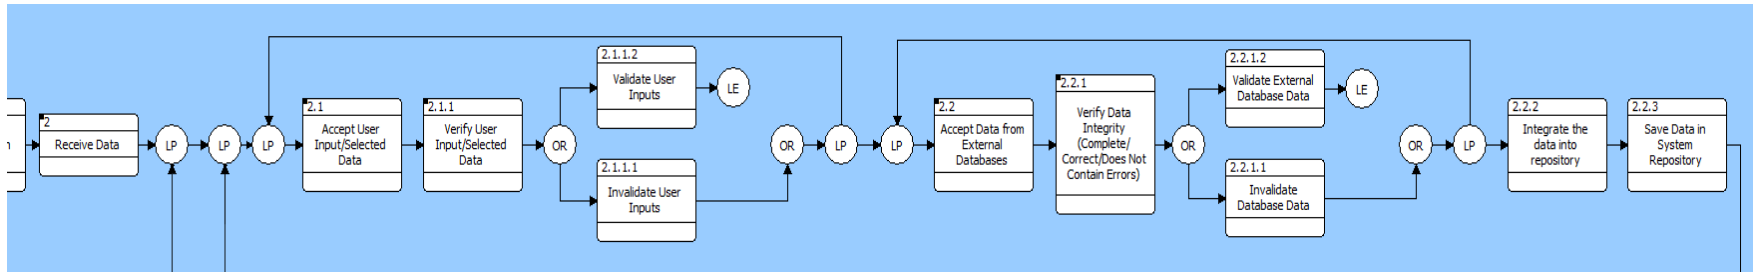 n
2
Receive Data
LP
LP
LP
2.1
Accept User
Input/Selected
Data
2.1.1
Verify User
Input/Selected
Data
OR
2.1.1.2
Validate User
Inputs
LE
2.1.1.1
Invalidate User
Inputs
OR
LP
LP
2.2
Accept Data from
External
Databases
2.2.1
Verify Data
Integrity
(Complete/
Correct/Does Not
Contain Errors)
OR
2.2.1.2
Validate External
Database Data
LE
2.2.1.1
Invalidate
Database Data
OR
LP
2.2.2
Integrate the
data into
repository
2.2.3
Save Data in
System
Repository